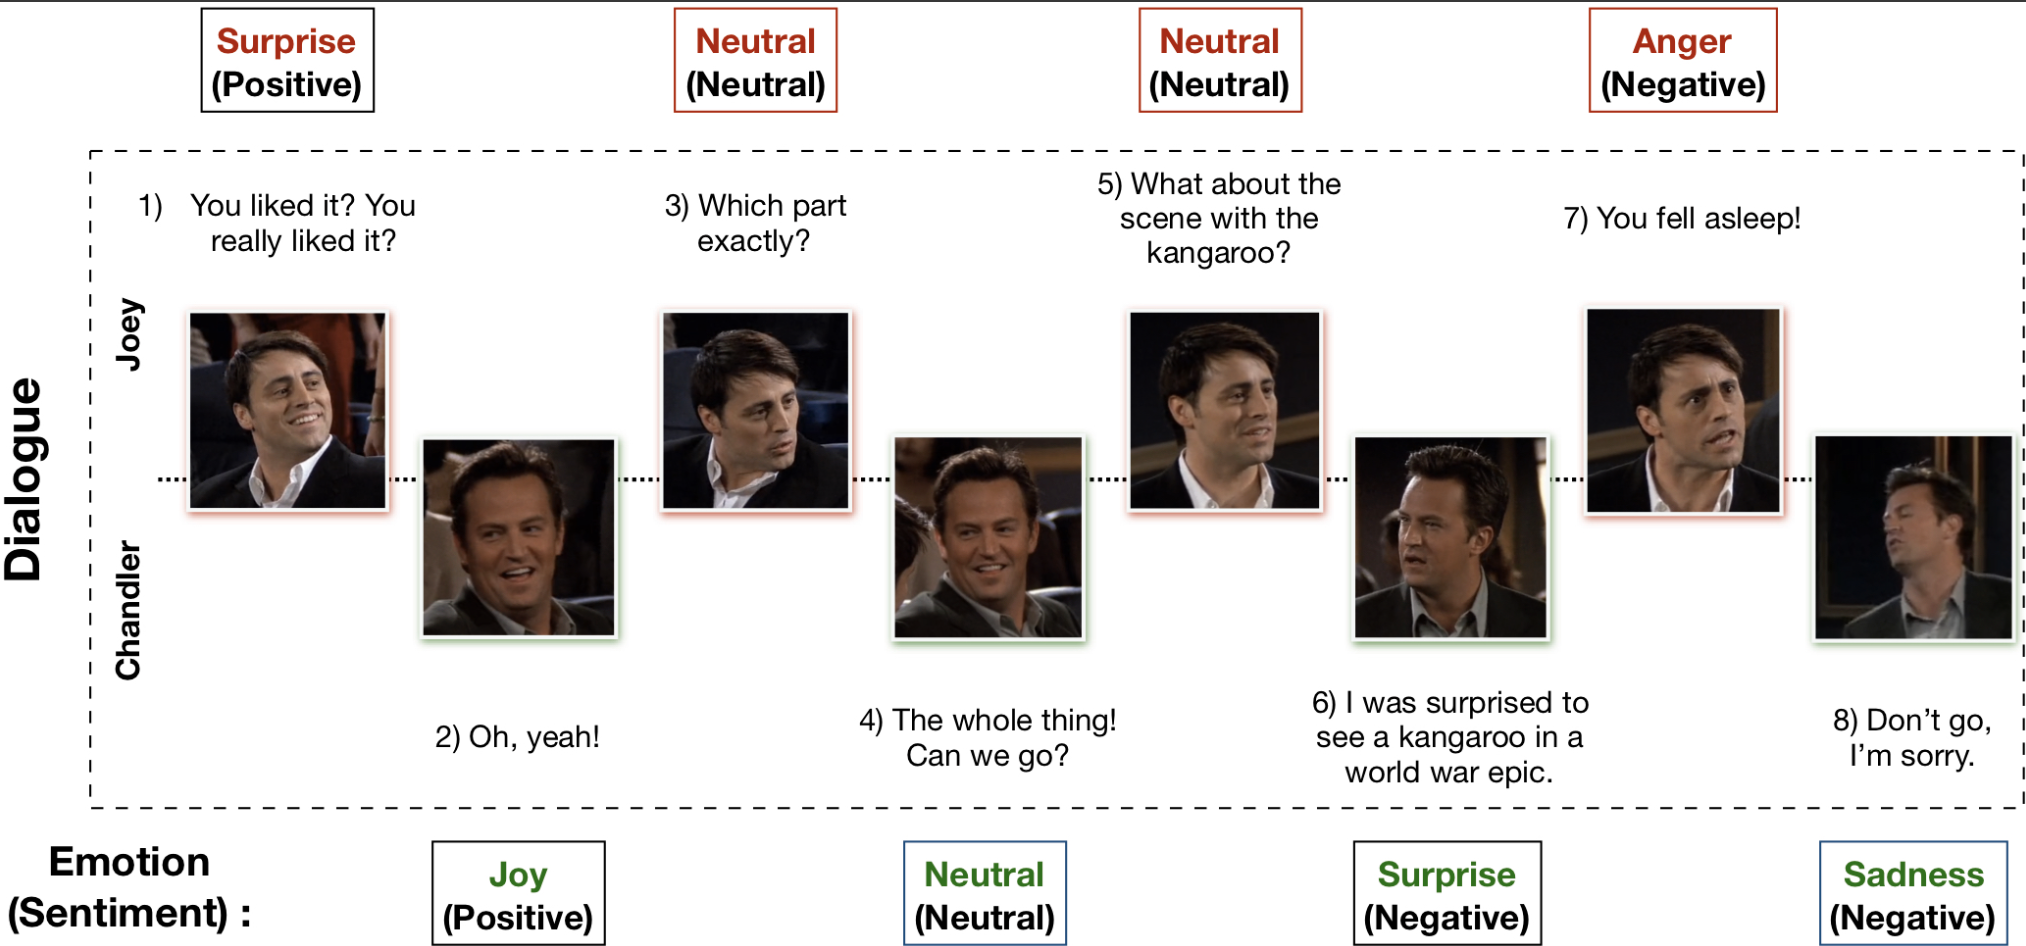 Surprise
(Positive)
Neutral
(Neutral)
Neutral
(Neutral)
Anger
(Negative)
1) You liked it? You
really liked it?
3) Which part
exactly?
5) What about the
scene with the
kangaroo?
7) You fell asleep!
Dialogue
Joey
Chandler
2) Oh, yeah!
4) The whole thing!
Can we go?
6) I was surprised to
see a kangaroo in a
world war epic.
8) Don’t go,
I’m sorry.
Emotion
(Sentiment) :
Joy
(Positive)
Neutral
(Neutral)
Surprise
(Negative)
Sadness
(Negative)